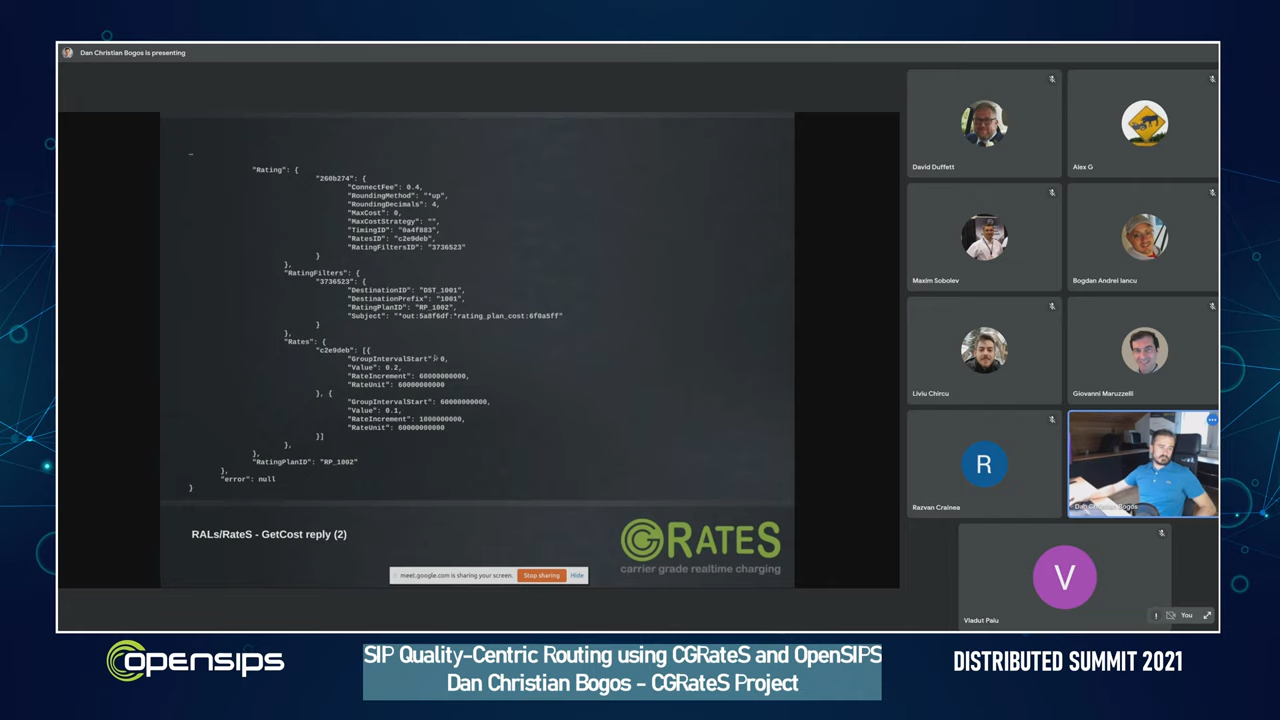 Dan Christian Bogos is presenting
"Rating": {
"260b274": {
"ConnectFee": 0.4,
"RoundingMethod": "*up",
"RoundingDecimals": 4,
"MaxCost": 0,
"MaxCostStrategy": "",
"TimingID": "0a4f883",
"RatesID": "c2e9deb",
"RatingFiltersID": "3736523"
}
},
"RatingFilters": {
"3736523": {
"DestinationID": "DST_1001",
"DestinationPrefix": "1001",
"RatingPlanID": "RP_1002",
"Subject": "*out:5a8f6df:*rating_plan_cost:6f0a5ff"
}
},
"Rates": {
"c2e9deb": [{
"GroupIntervalStart": 0,
"Value": 0.2,
"RateIncrement": 60000000000,
"RateUnit": 60000000000
}, {
"GroupIntervalStart": 60000000000,
"Value": 0.1,
"RateIncrement": 1000000000,
"RateUnit": 60000000000
}]
},
},
"RatingPlanID": "RP_1002"
},
"error": null
}
RALs/RateS - GetCost reply (2)
CGRATES
carrier grade realtime charging
meet.google.com is sharing your screen.
Stop sharing
Hide
David Duffett
Alex G
Maxim Sobolev
Bogdan Andrei Iancu
Liviu Chircu
Giovanni Maruzzelli
R
Razvan Crainea
Dan Christian Bogos
V
Vladut Paiu
You
opensips
SIP Quality-Centric Routing using CGRateS and OpenSIPS
Dan Christian Bogos - CGRateS Project
DISTRIBUTED SUMMIT 2021